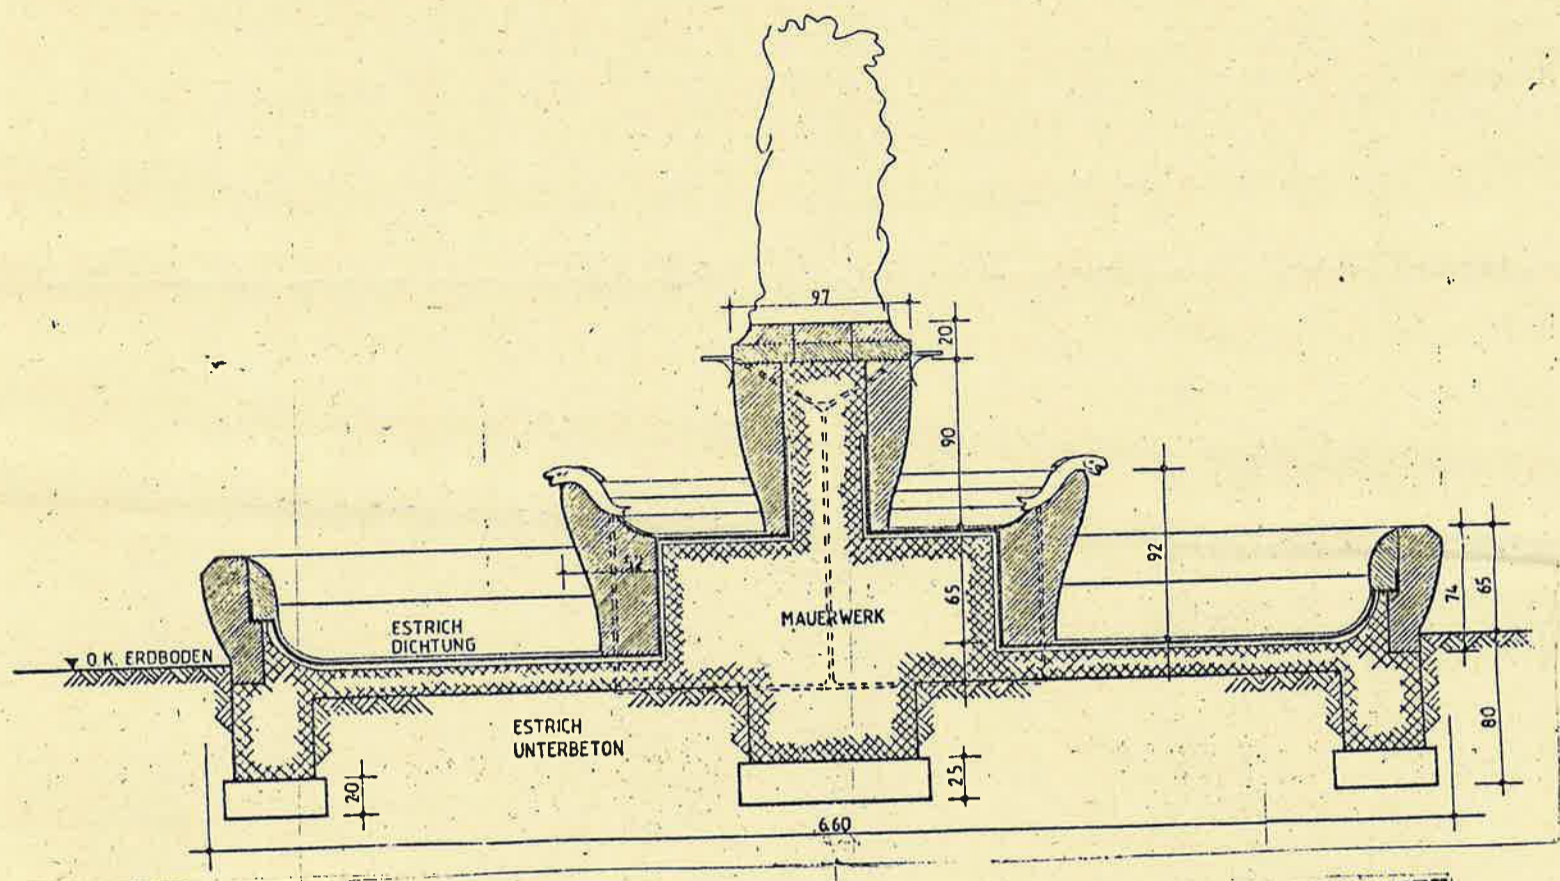 97
20
90
92
65
74
65
MAUERWERK
ESTRICH
DICHTUNG
O.K. ERDBODEN
ESTRICH
UNTERBETON
80
20
25
6.60